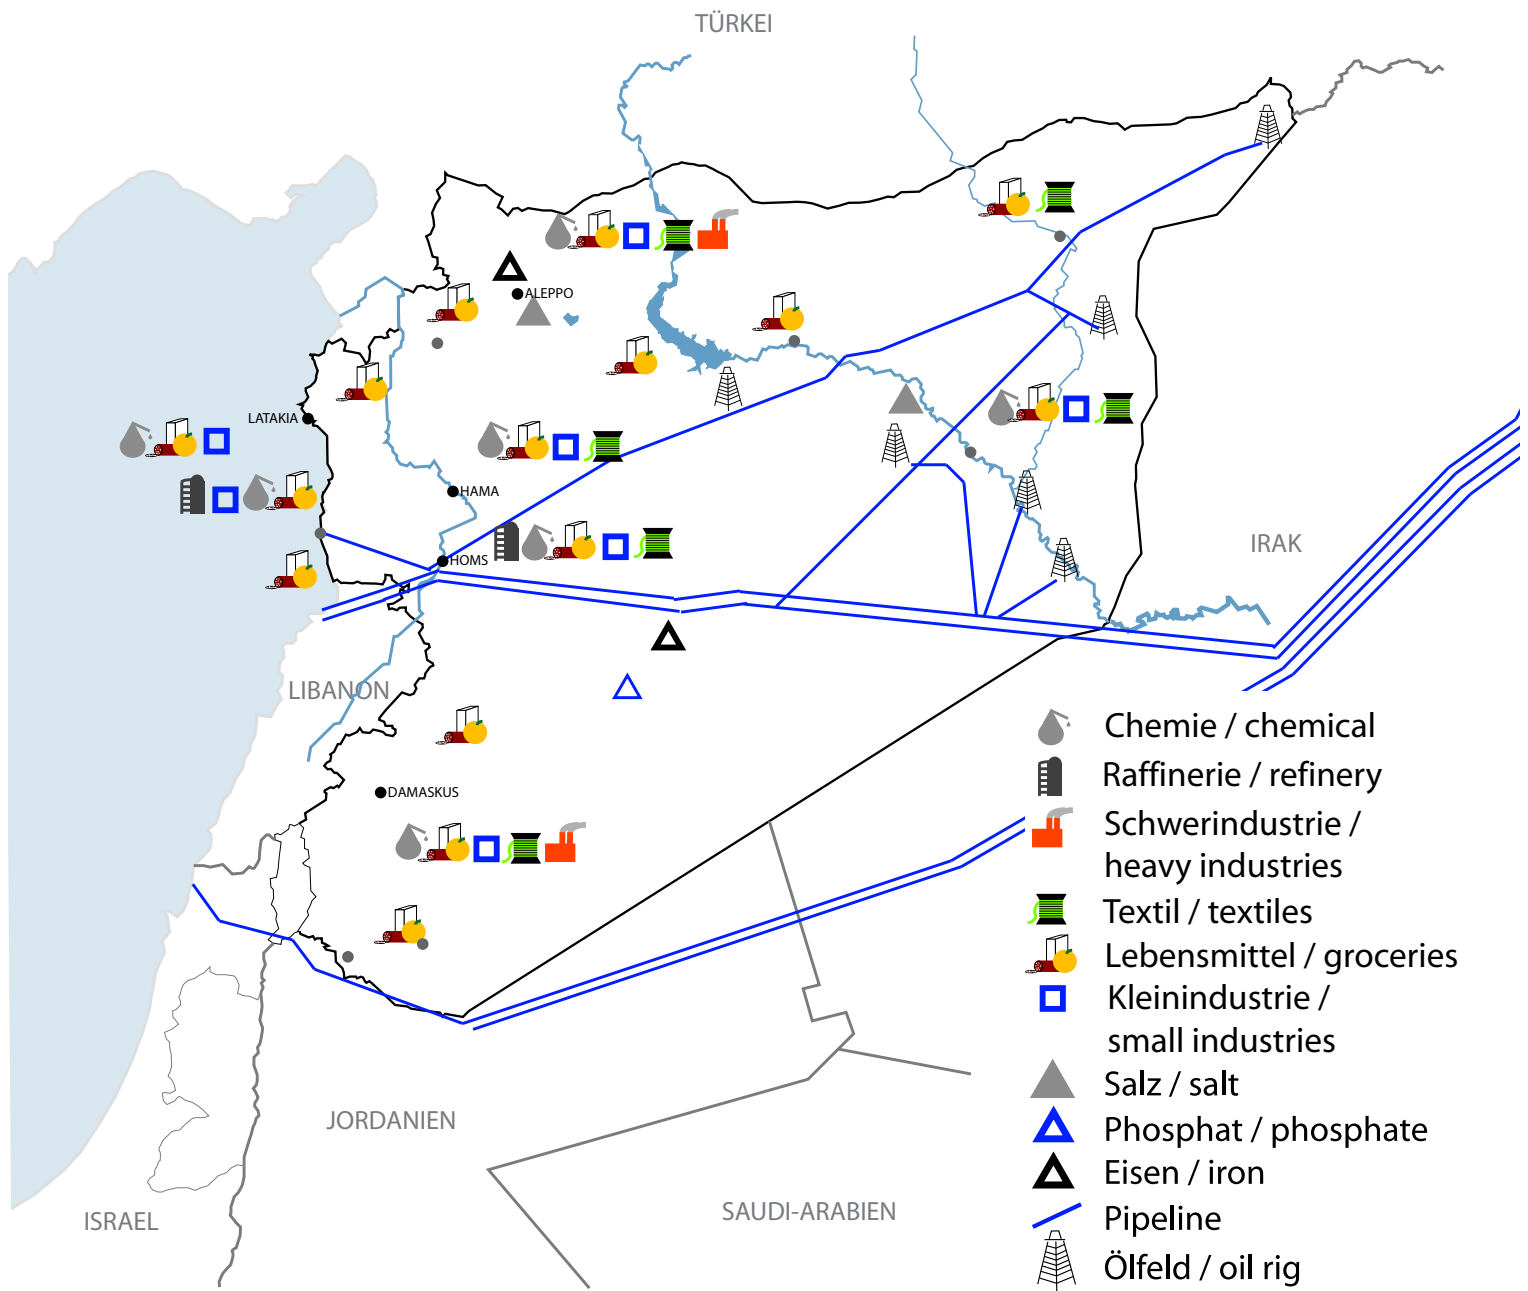 TÜRKEI
ALEPPO
LATAKIA
HAMA
HOMS
IRAK
LIBANON
DAMASKUS
JORDANIEN
ISRAEL
SAUDI-ARABIEN
Chemie / chemical
Raffinerie / refinery
Schwerindustrie /
heavy industries
Textil / textiles
Lebensmittel / groceries
Kleinindustrie /
small industries
Salz / salt
Phosphat / phosphate
Eisen / iron
Pipeline
Ölfeld / oil rig